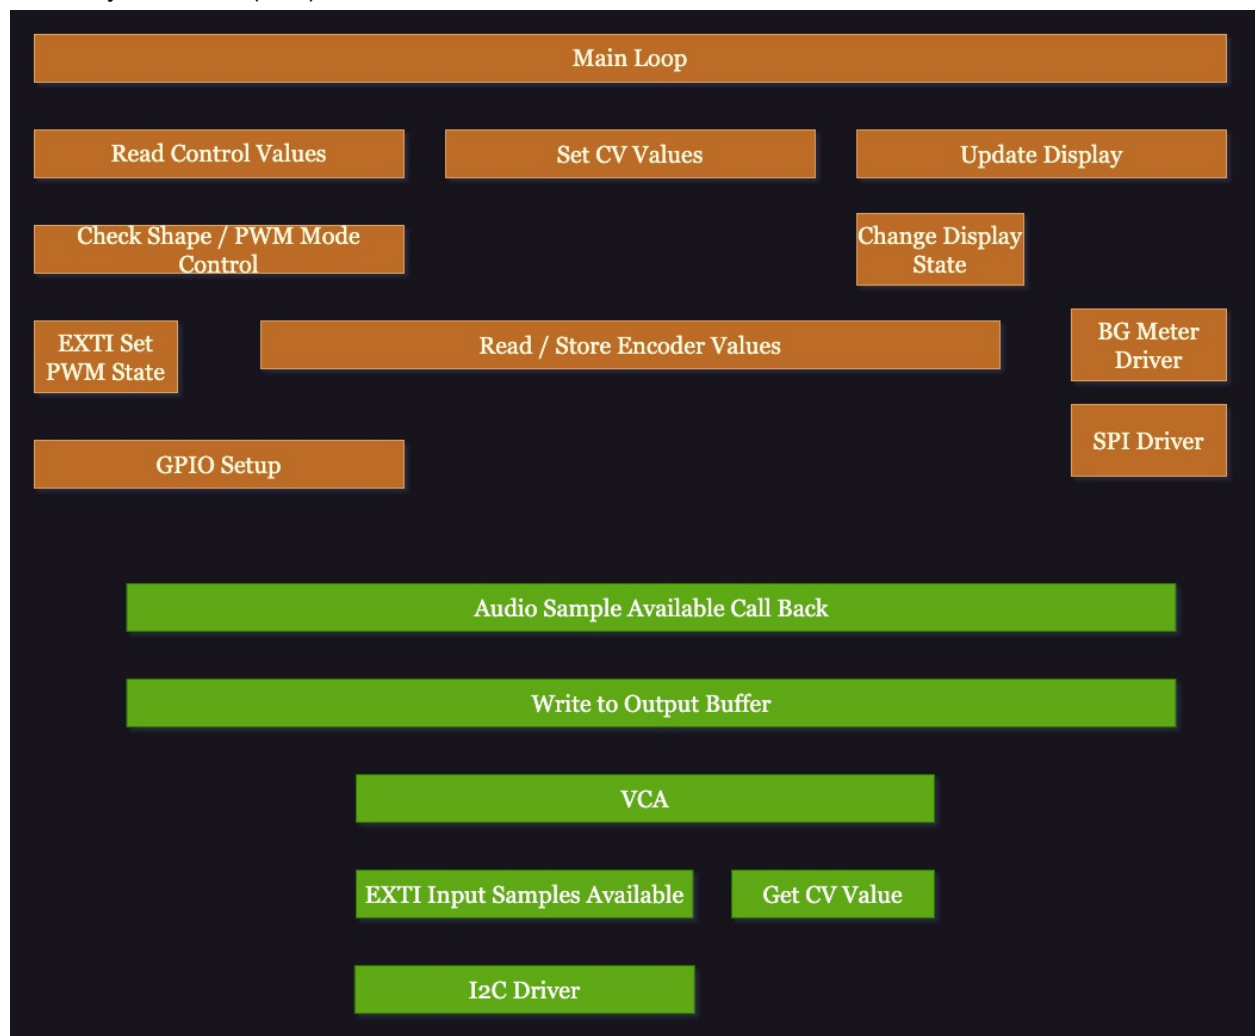 Main Loop
Read Control Values
Set CV Values
Update Display
Check Shape / PWM Mode
Control
Change Display
State
EXTI Set
PWM State
Read / Store Encoder Values
BG Meter
Driver
SPI Driver
GPIO Setup
Audio Sample Available Call Back
Write to Output Buffer
VCA
EXTI Input Samples Available
Get CV Value
I2C Driver